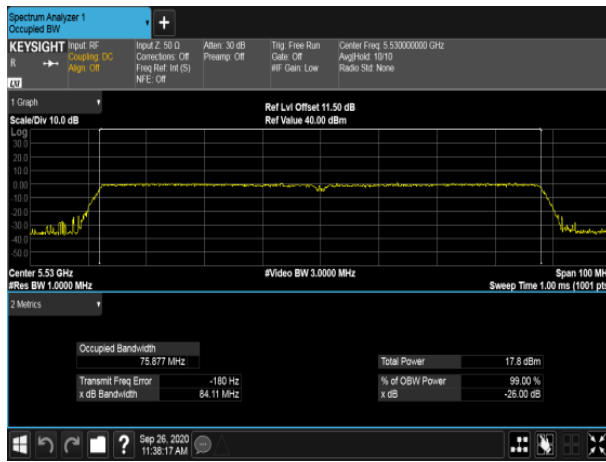 Spectrum Analyzer 1
Occupied BW
+
KEYSIGHT
R
LXI
Input: RF
Coupling: DC
Align: Off
Input Z: 50 Ω
Corrections: Off
Freq Ref: Int (S)
NFE: Off
Atten: 30 dB
Preamp: Off
Trig: Free Run
Gate: Off
#IF Gain: Low
Center Freq: 5.530000000 GHz
Avg|Hold: 10/10
Radio Std: None
1 Graph
Scale/Div 10.0 dB
Ref Lvl Offset 11.50 dB
Ref Value 40.00 dBm
Log
30.0
20.0
10.0
0.00
-10.0
-20.0
-30.0
-40.0
-50.0
Center 5.53 GHz
#Res BW 1.0000 MHz
#Video BW 3.0000 MHz
Span 100 MH
Sweep Time 1.00 ms (1001 pts
2 Metrics
Occupied Bandwidth
75.877 MHz
Transmit Freq Error -180 Hz
x dB Bandwidth 84.11 MHz
Total Power 17.8 dBm
% of OBW Power 99.00 %
x dB -26.00 dB
?
Sep 26, 2020
11:38:17 AM